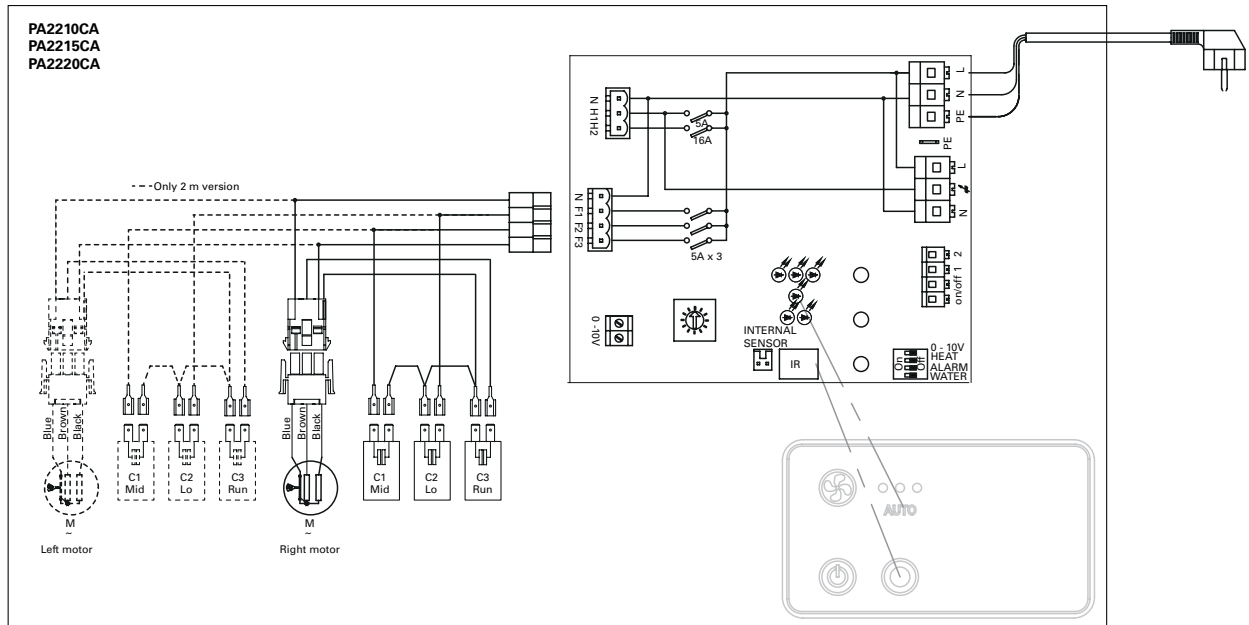 PA2210CA
PA2215CA
PA2220CA
L
N
PE
N
H1
H2
5A
16A
PE
L
N
- - - Only 2 m version
N
F1
F2
F3
5A x 3
on/off 1 2
0 - 10V
INTERNAL
SENSOR
IR
On
Off
0 - 10V
HEAT
ALARM
WATER
Blue
Brown
Black
Blue
Brown
Black
C1
Mid
C2
Lo
C3
Run
C1
Mid
C2
Lo
C3
Run
M
~
Left motor
M
~
Right motor
AUTO